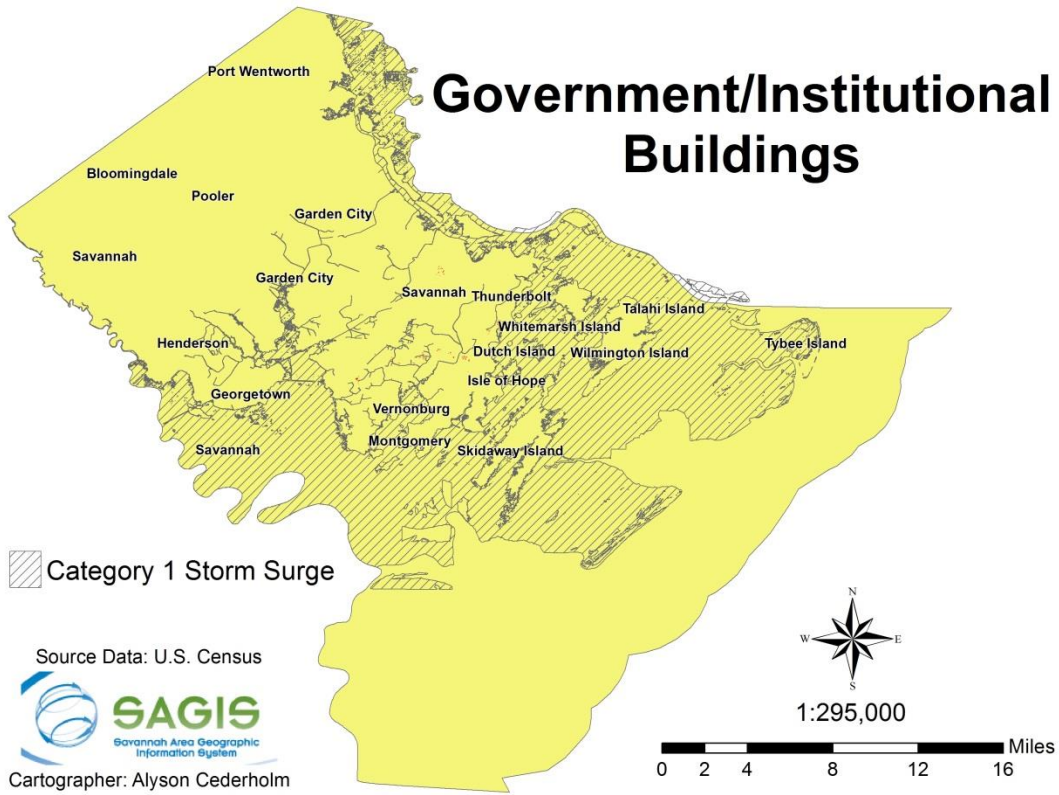 Government/Institutional
Buildings
Port Wentworth
Bloomingdale
Pooler
Garden City
Savannah
Garden City
Savannah
Thunderbolt
Talahi Island
Whitemarsh Island
Henderson
Dutch Island
Wilmington Island
Tybee Island
Isle of Hope
Georgetown
Vernonburg
Montgomery
Savannah
Skidaway Island
Category 1 Storm Surge
N
W
E
S
Source Data: U.S. Census
SAGIS
Savannah Area Geographic
Information System
Cartographer: Alyson Cederholm
1:295,000
Miles
0 2 4 8 12 16